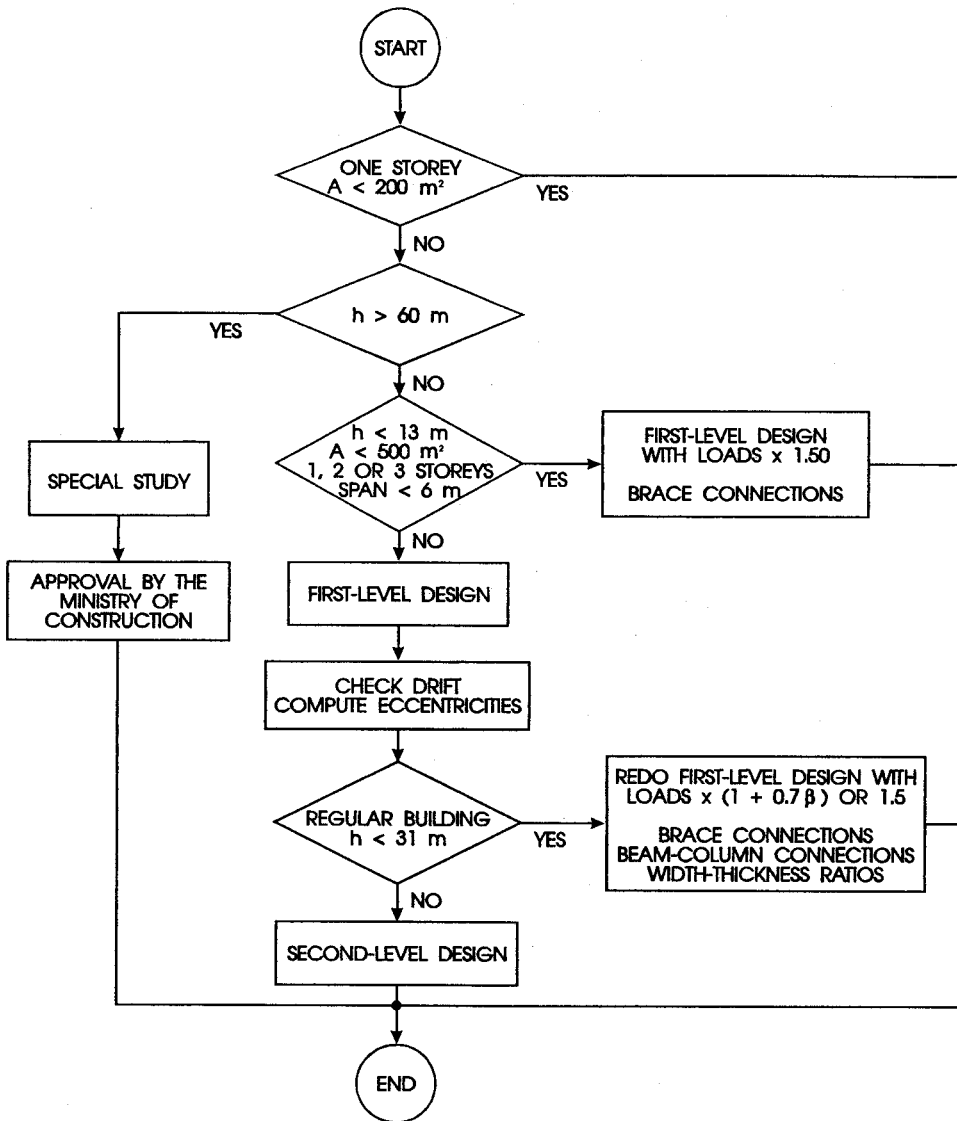 START
ONE STOREY
A < 200 m²
YES
NO
h > 60 m
YES
NO
h < 13 m
A < 500 m²
1, 2 OR 3 STOREYS
SPAN < 6 m
YES
NO
FIRST-LEVEL DESIGN
WITH LOADS x 1.50
BRACE CONNECTIONS
SPECIAL STUDY
APPROVAL BY THE
MINISTRY OF
CONSTRUCTION
FIRST-LEVEL DESIGN
CHECK DRIFT
COMPUTE ECCENTRICITIES
REGULAR BUILDING
h < 31 m
YES
NO
REDO FIRST-LEVEL DESIGN WITH
LOADS x (1 + 0.7 β) OR 1.5
BRACE CONNECTIONS
BEAM-COLUMN CONNECTIONS
WIDTH-THICKNESS RATIOS
SECOND-LEVEL DESIGN
END